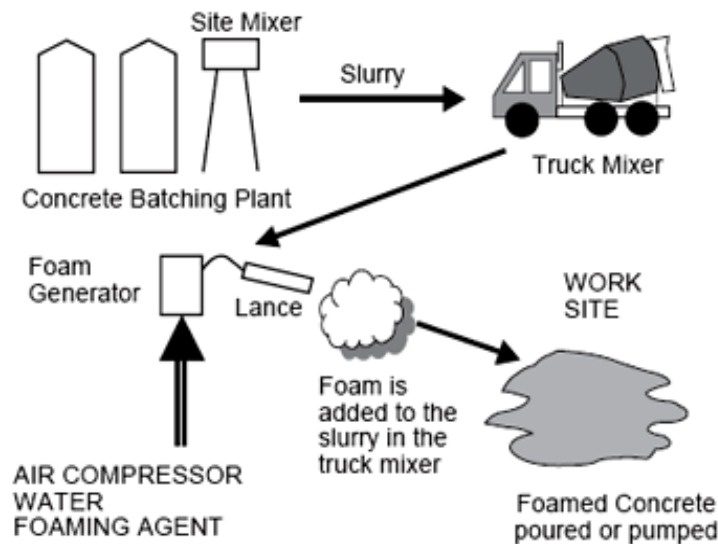 Site Mixer
Slurry
Truck Mixer
Concrete Batching Plant
Foam
Generator
Lance
WORK
SITE
Foam is
added to the
slurry in the
truck mixer
AIR COMPRESSOR
WATER
FOAMING AGENT
Foamed Concrete
poured or pumped